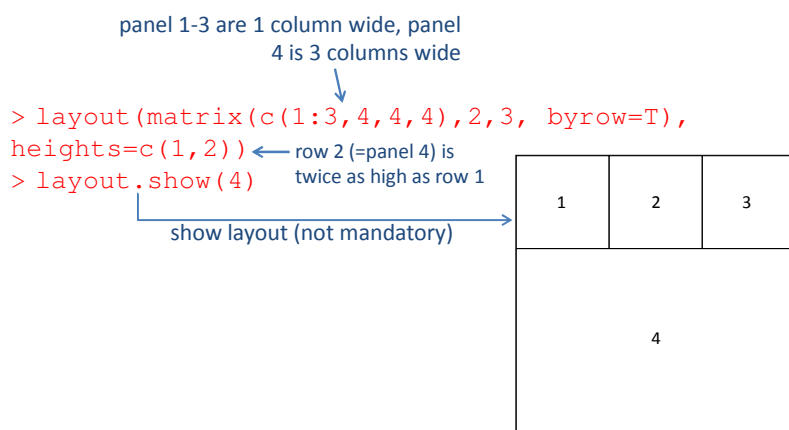 panel 1-3 are 1 column wide, panel
4 is 3 columns wide
> layout(matrix(c(1:3,4,4,4),2,3, byrow=T),
heights=c(1,2))
row 2 (=panel 4) is
twice as high as row 1
> layout.show(4)
show layout (not mandatory)
1 2 3
4